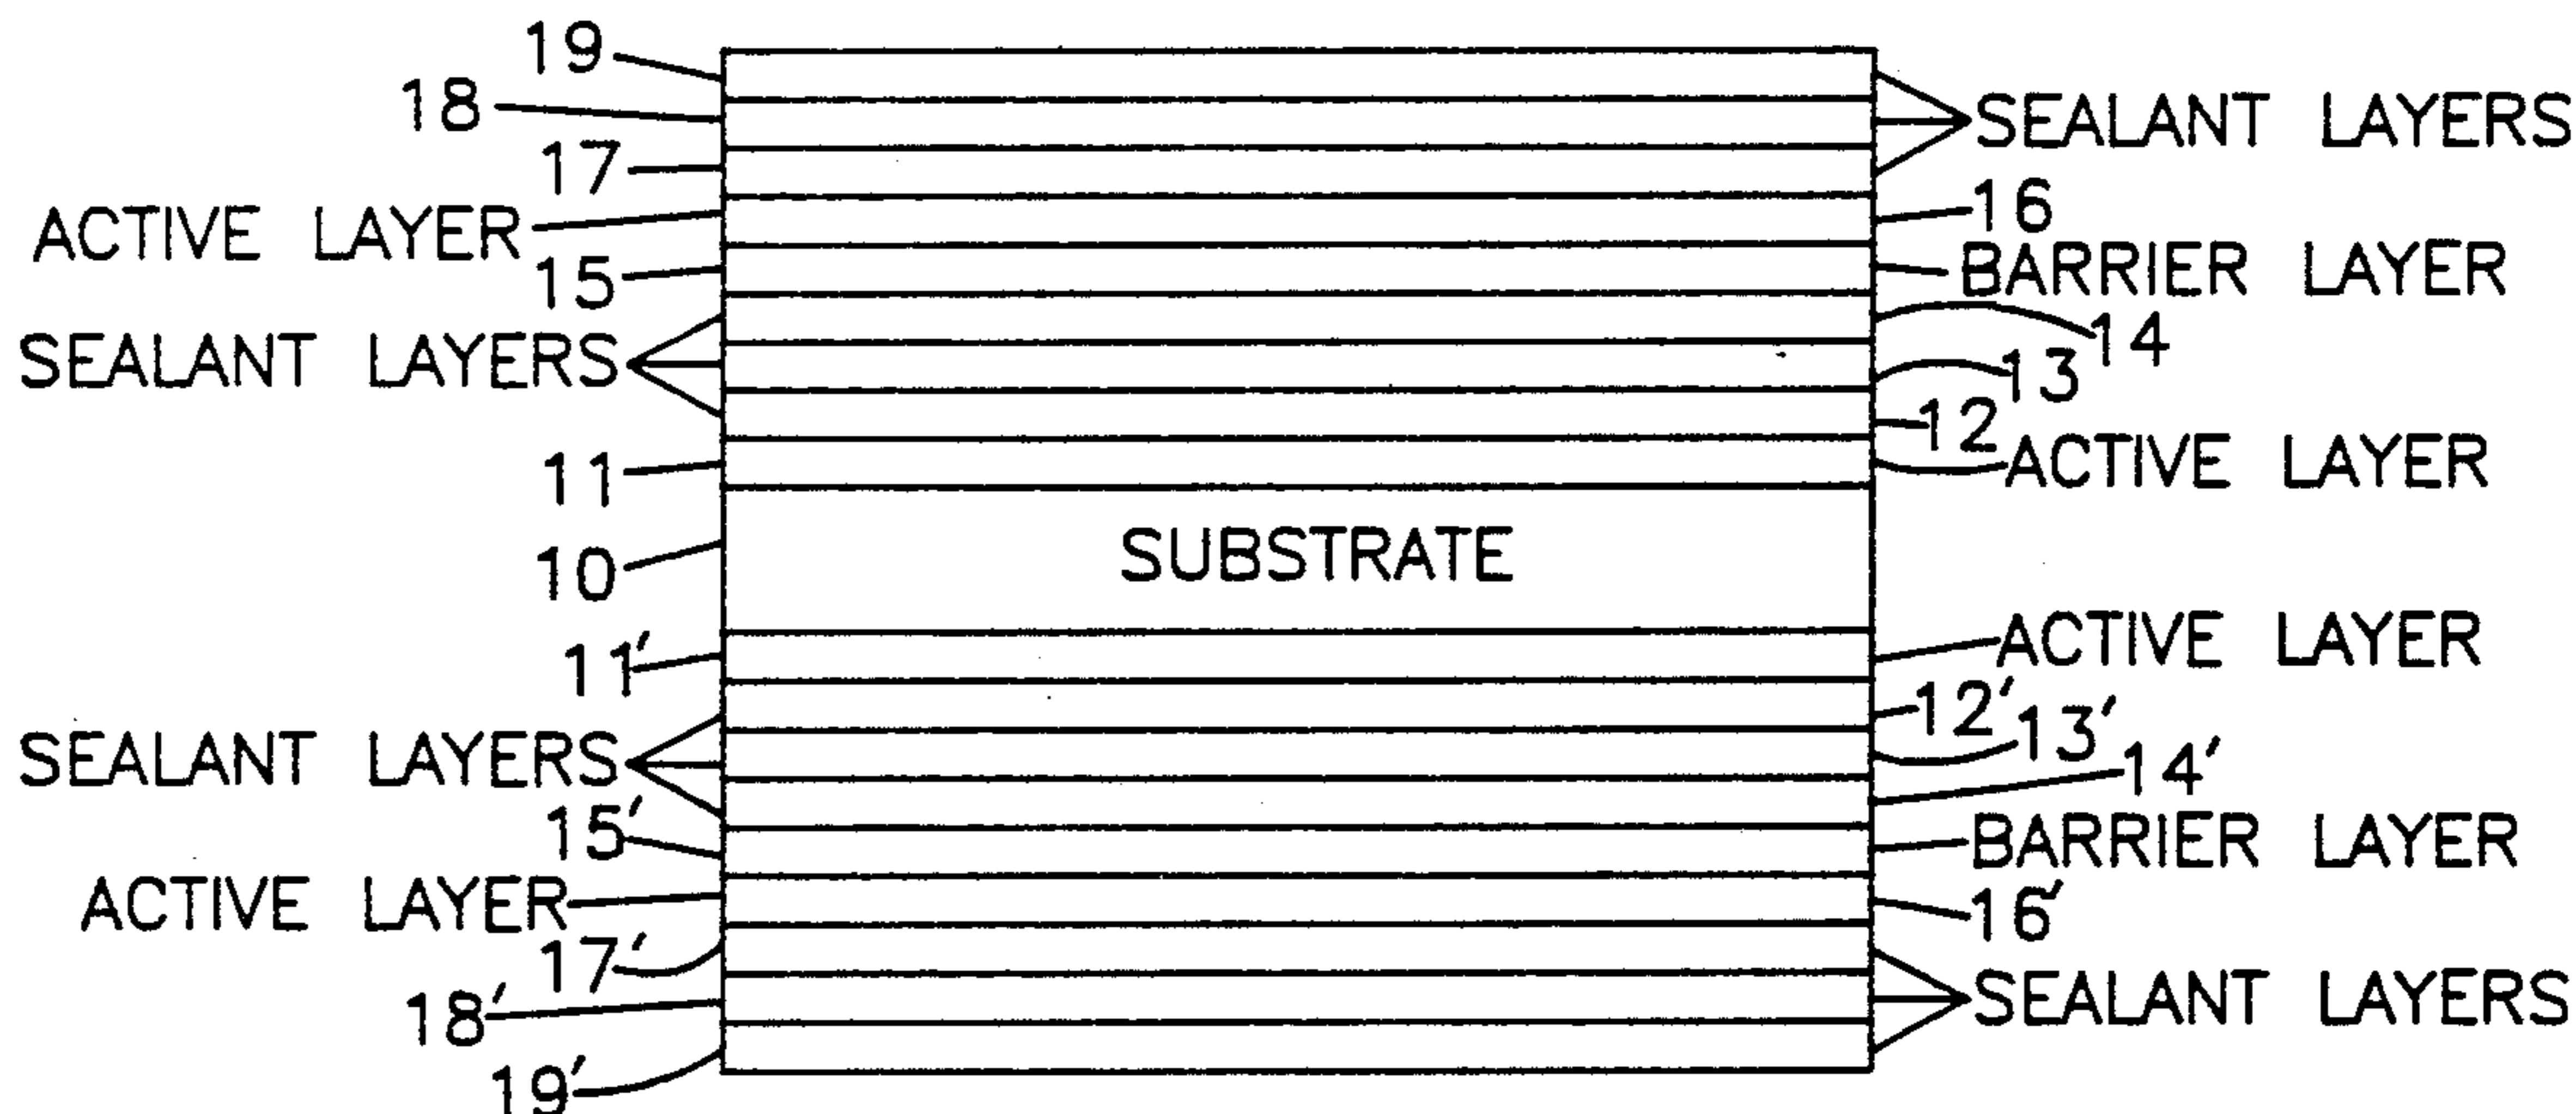 19
18
SEALANT LAYERS
17
16
ACTIVE LAYER
BARRIER LAYER
15
14
SEALANT LAYERS
13
12
11
ACTIVE LAYER
SUBSTRATE
10
11'
ACTIVE LAYER
12'
13'
SEALANT LAYERS
14'
15'
BARRIER LAYER
ACTIVE LAYER
16'
17'
18'
SEALANT LAYERS
19'